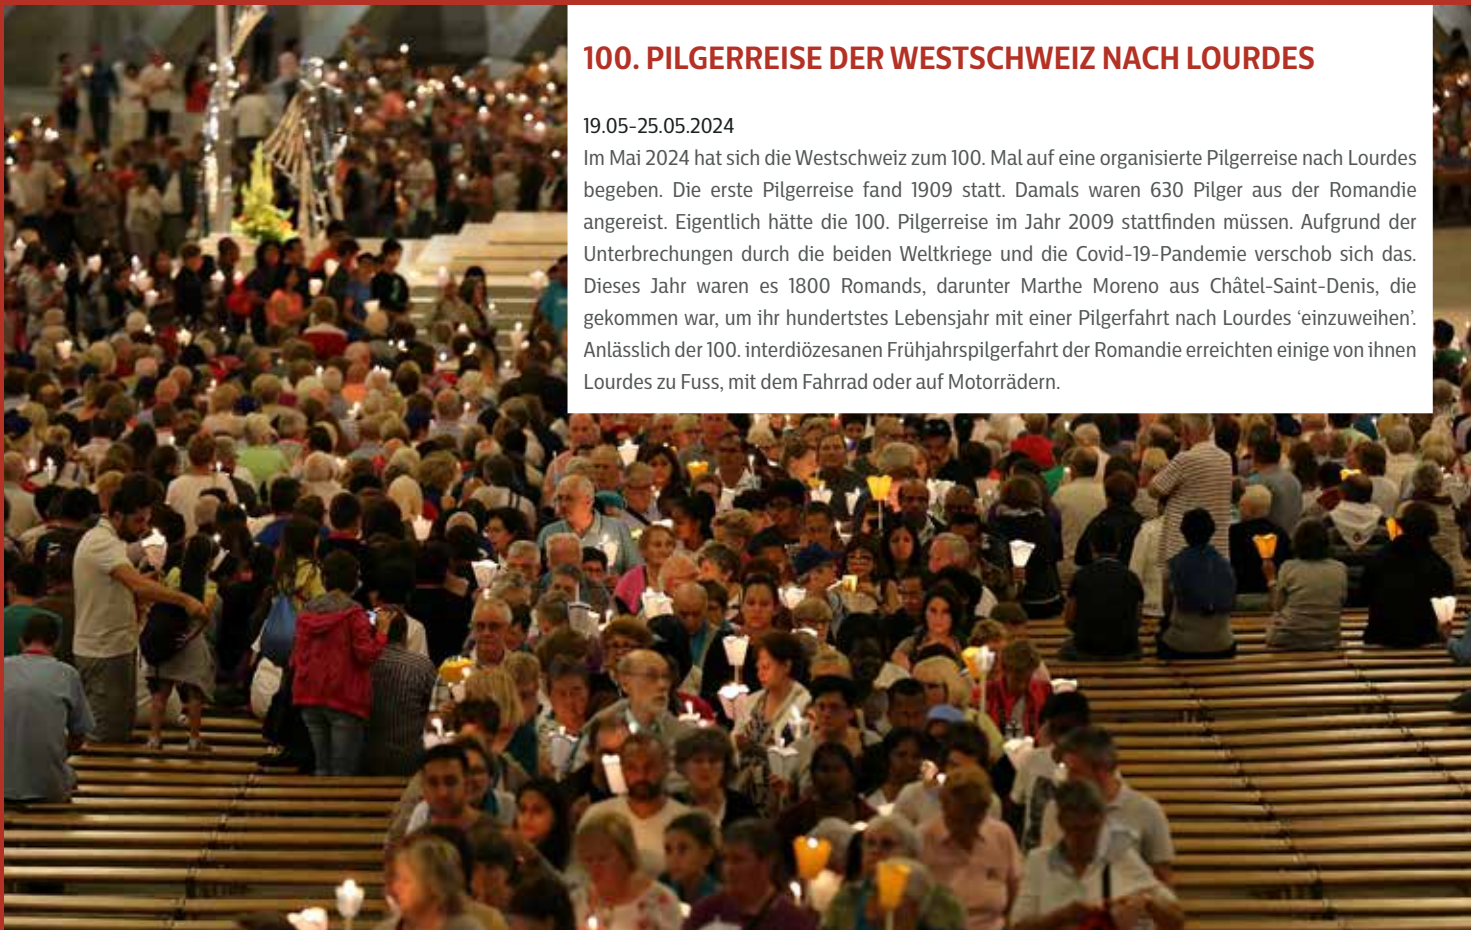 100. PILGERREISE DER WESTSCHWEIZ NACH LOURDES
19.05-25.05.2024
Im Mai 2024 hat sich die Westschweiz zum 100. Mal auf eine organisierte Pilgerreise nach Lourdes
begeben. Die erste Pilgerreise fand 1909 statt. Damals waren 630 Pilger aus der Romandie
angereist. Eigentlich hätte die 100. Pilgerreise im Jahr 2009 stattfinden müssen. Aufgrund der
Unterbrechungen durch die beiden Weltkriege und die Covid-19-Pandemie verschob sich das.
Dieses Jahr waren es 1800 Romands, darunter Marthe Moreno aus Châtel-Saint-Denis, die
gekommen war, um ihr hundertstes Lebensjahr mit einer Pilgerfahrt nach Lourdes ‘einzuweihen’.
Anlässlich der 100. interdiözesanen Frühjahrspilgerfahrt der Romandie erreichten einige von ihnen
Lourdes zu Fuss, mit dem Fahrrad oder auf Motorrädern.